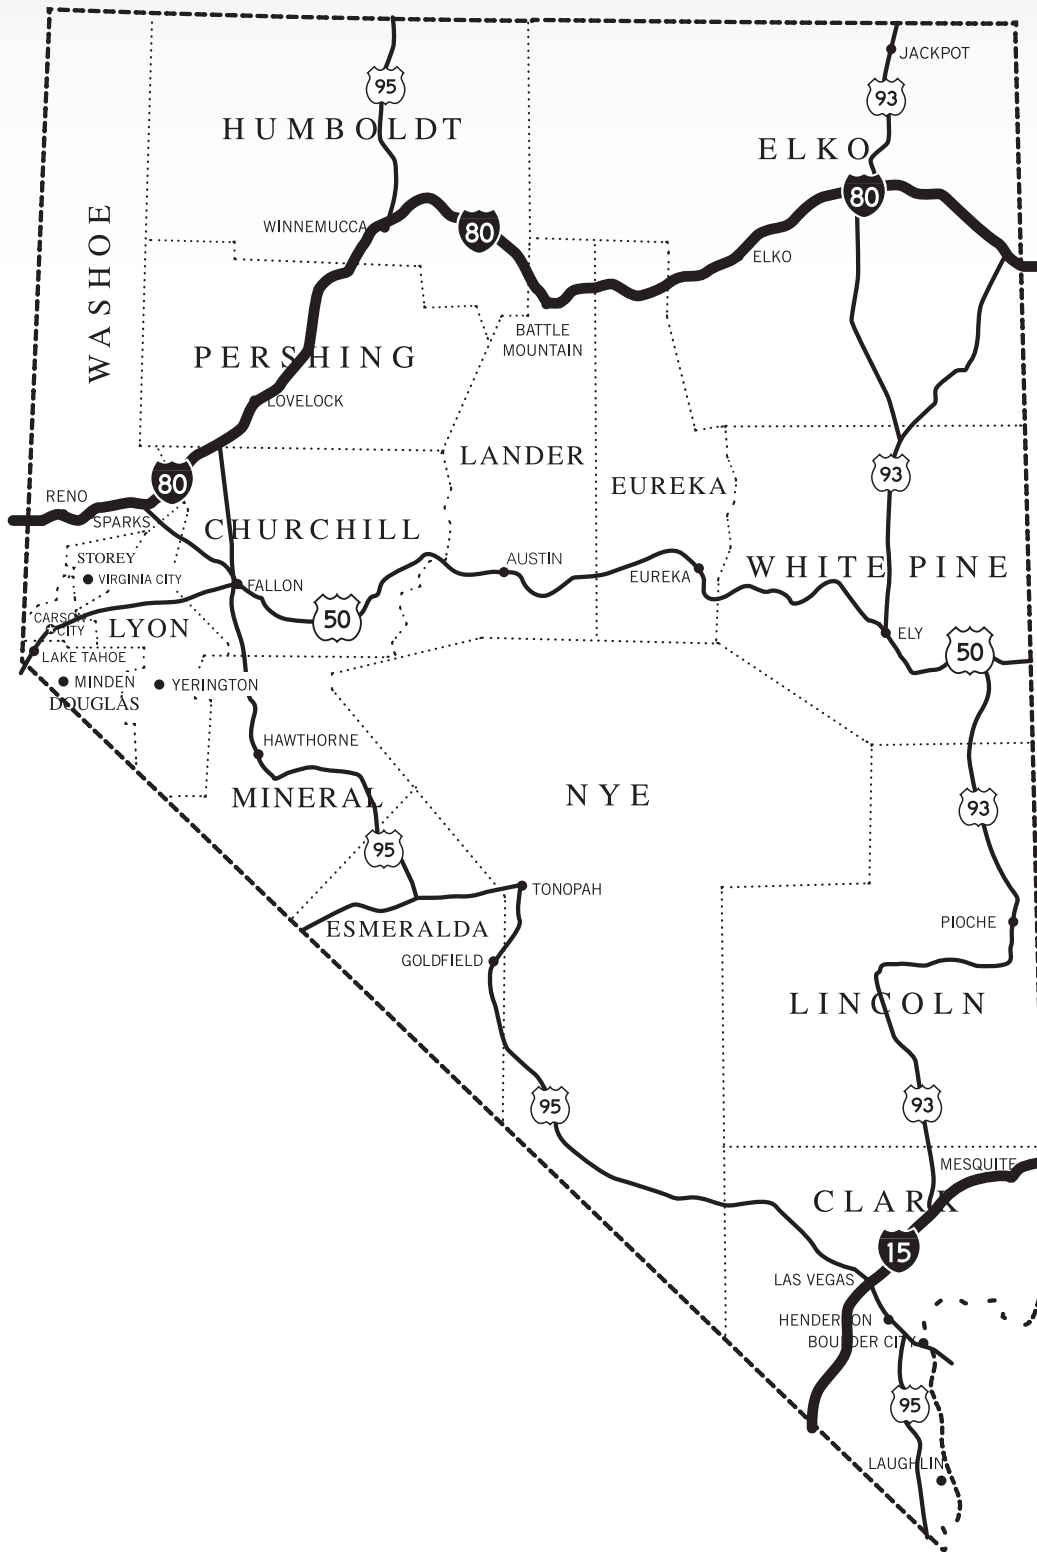 JACKPOT
95
93
HUMBOLDT
ELKO
80
WASHOE
WINNEMUCCA
80
ELKO
BATTLE
MOUNTAIN
PERSHING
LOVELOCK
LANDER
93
80
EUREKA
RENO
SPARKS
CHURCHILL
STOREY
AUSTIN
WHITE PINE
VIRGINIA CITY
EUREKA
FALLON
50
CARSON
CITY
LYON
ELY
50
LAKE TAHOE
MINDEN
YERINGTON
DOUGLAS
HAWTHORNE
MINERAL
NYE
93
95
TONOPAH
PIOCHE
ESMERALDA
GOLDFIELD
LINCOLN
95
93
MESQUITE
CLARK
15
LAS VEGAS
HENDERSON
BOULDER CITY
95
LAUGHLIN